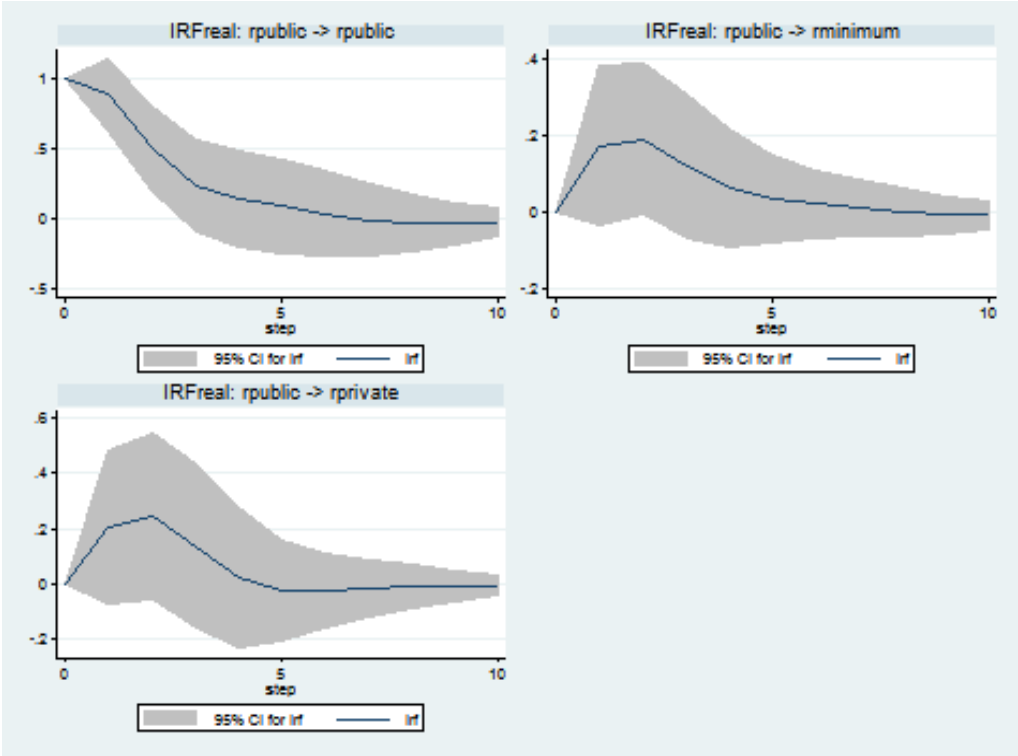 IRFreal: rpublic -> rpublic
1
.5
0
-.5
0 5 10
step
95% CI for irf irf
IRFreal: rpublic -> rminimum
.4
.2
0
-.2
0 5 10
step
95% CI for irf irf
IRFreal: rpublic -> rprivate
.6
.4
.2
0
-.2
0 5 10
step
95% CI for irf irf